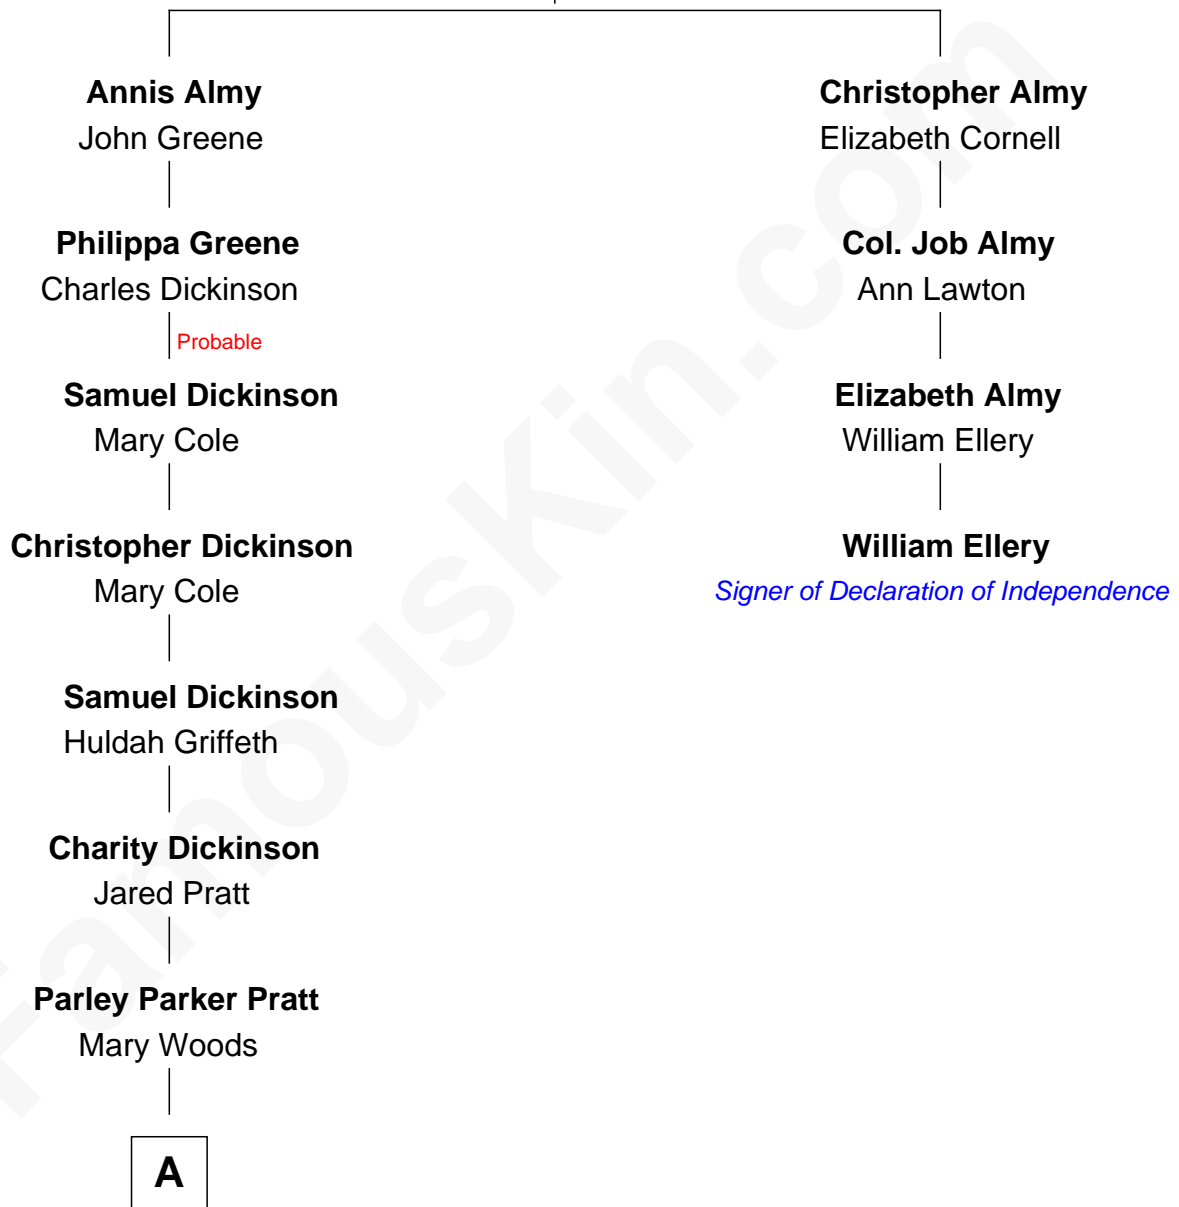 Annis Almy
John Greene
Philippa Greene
Charles Dickinson
Probable
Samuel Dickinson
Mary Cole
Christopher Dickinson
Mary Cole
Samuel Dickinson
Huldah Griffeth
Charity Dickinson
Jared Pratt
Parley Parker Pratt
Mary Woods
A
Christopher Almy
Elizabeth Cornell
Col. Job Almy
Ann Lawton
Elizabeth Almy
William Ellery
William Ellery
Signer of Declaration of Independence
FamousKin.com